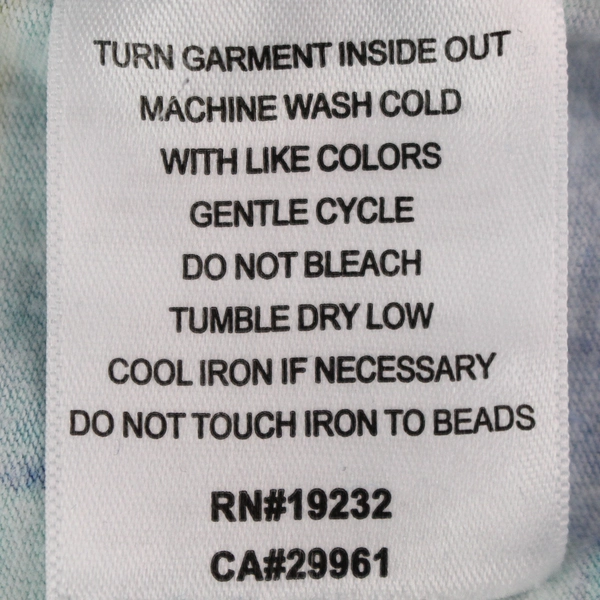 TURN GARMENT INSIDE OUT
MACHINE WASH COLD
WITH LIKE COLORS
GENTLE CYCLE
DO NOT BLEACH
TUMBLE DRY LOW
COOL IRON IF NECESSARY
DO NOT TOUCH IRON TO BEADS
RN#19232
CA#29961